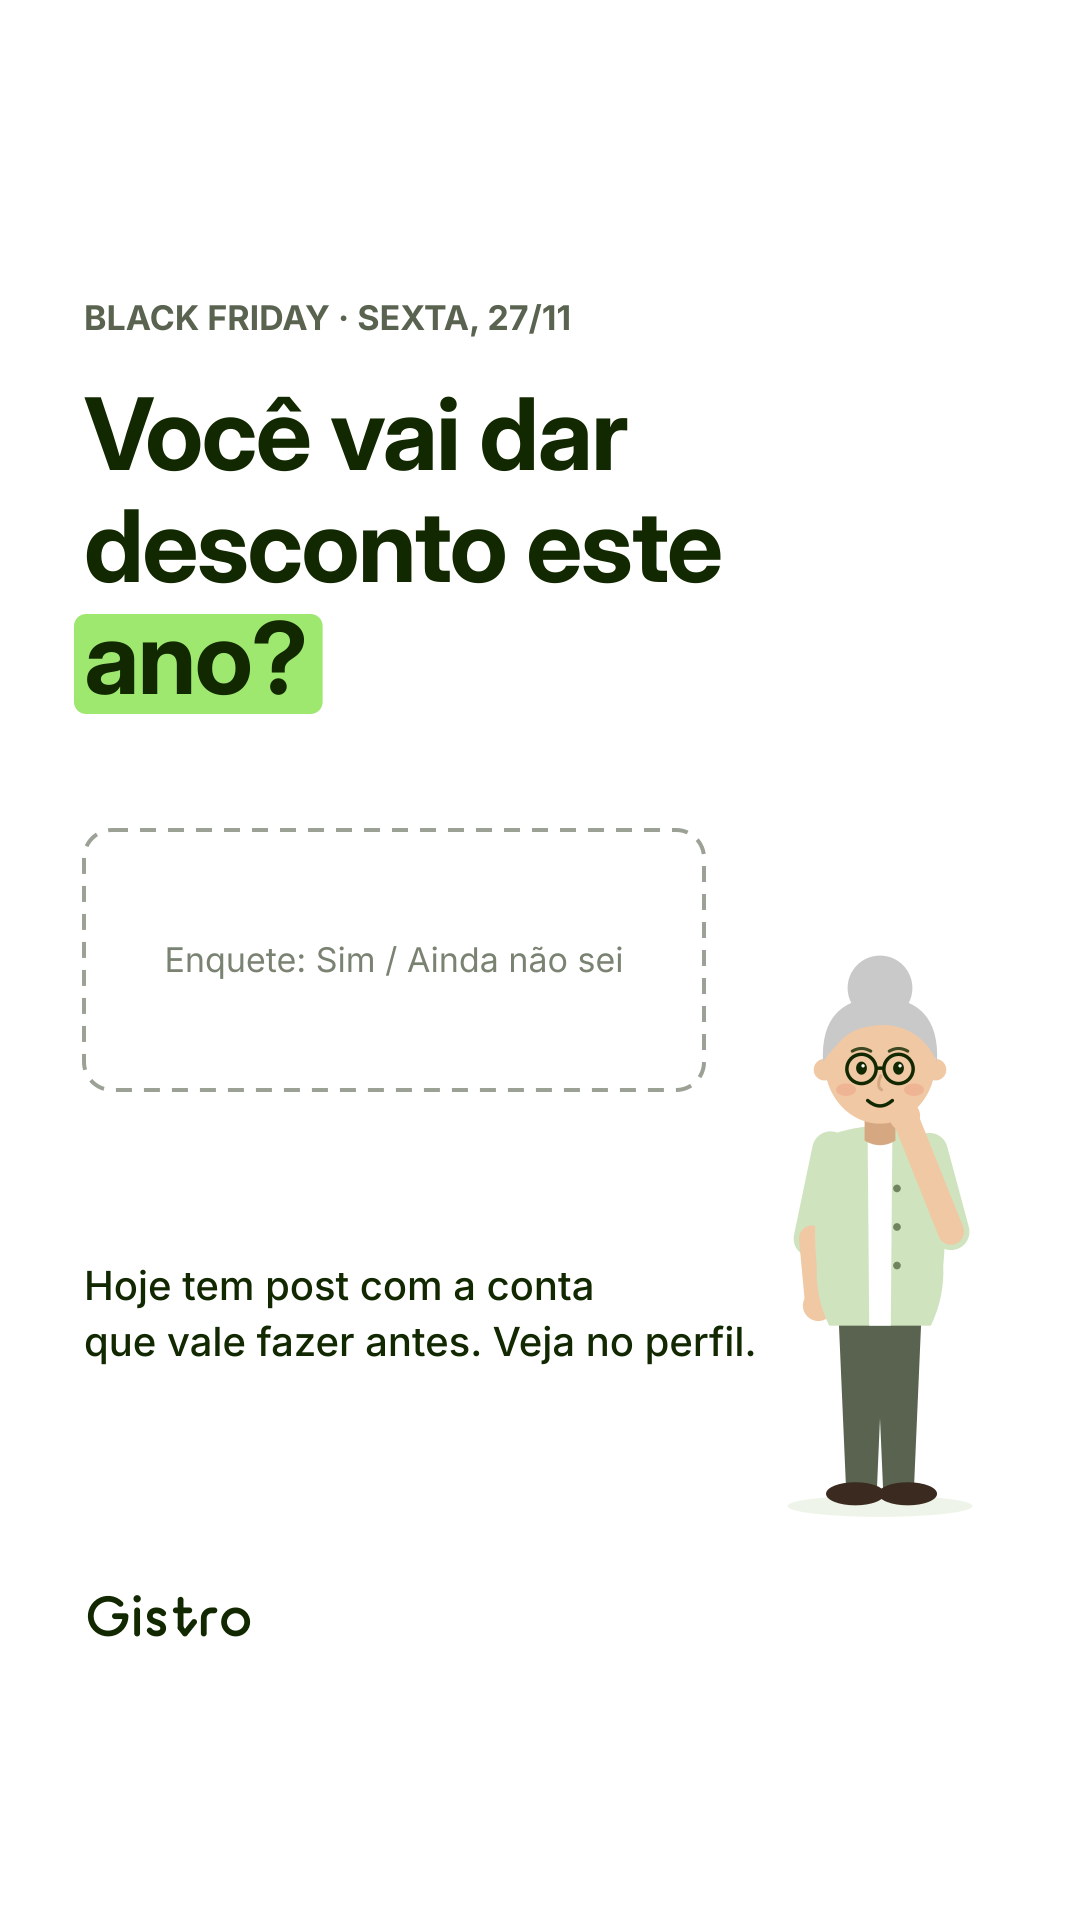 BLACK FRIDAY · SEXTA, 27/11
Você vai dar
desconto este
ano?
Enquete: Sim / Ainda não sei
Hoje tem post com a conta
que vale fazer antes. Veja no perfil.
Gistro